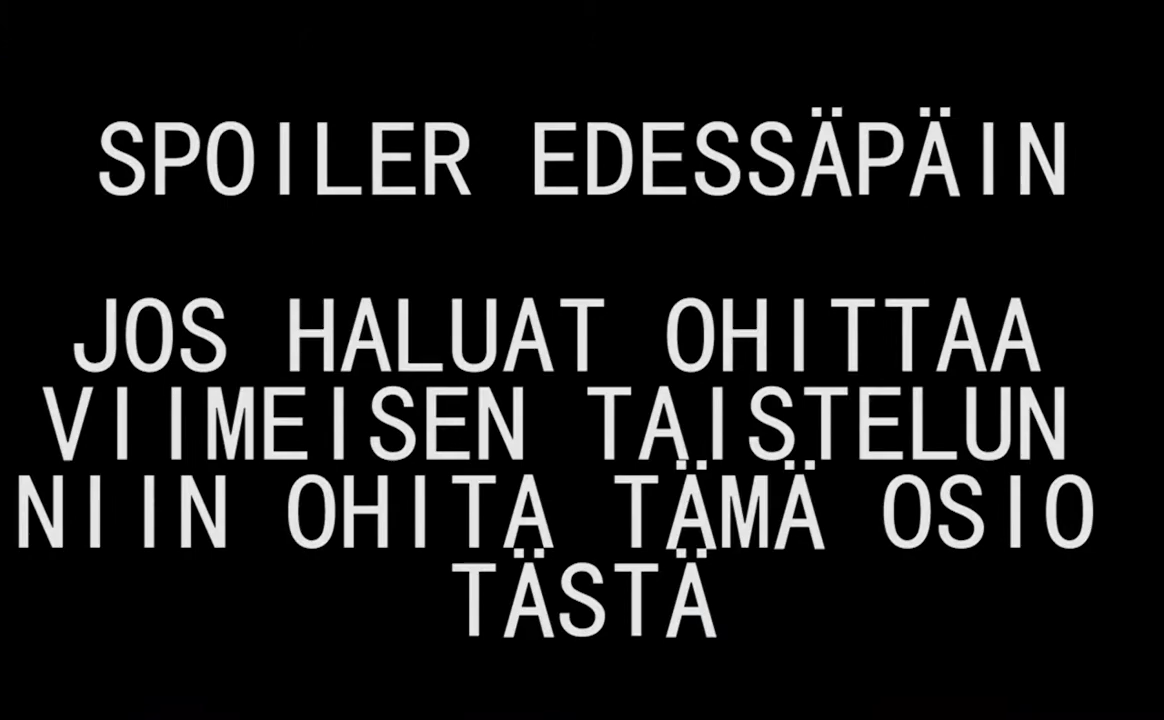 SPOILER EDESSÄPÄIN
JOS HALUAT OHITTAA
VIIMEISEN TAISTELUN
NIIN OHITA TÄMÄ OSIO
TÄSTÄ